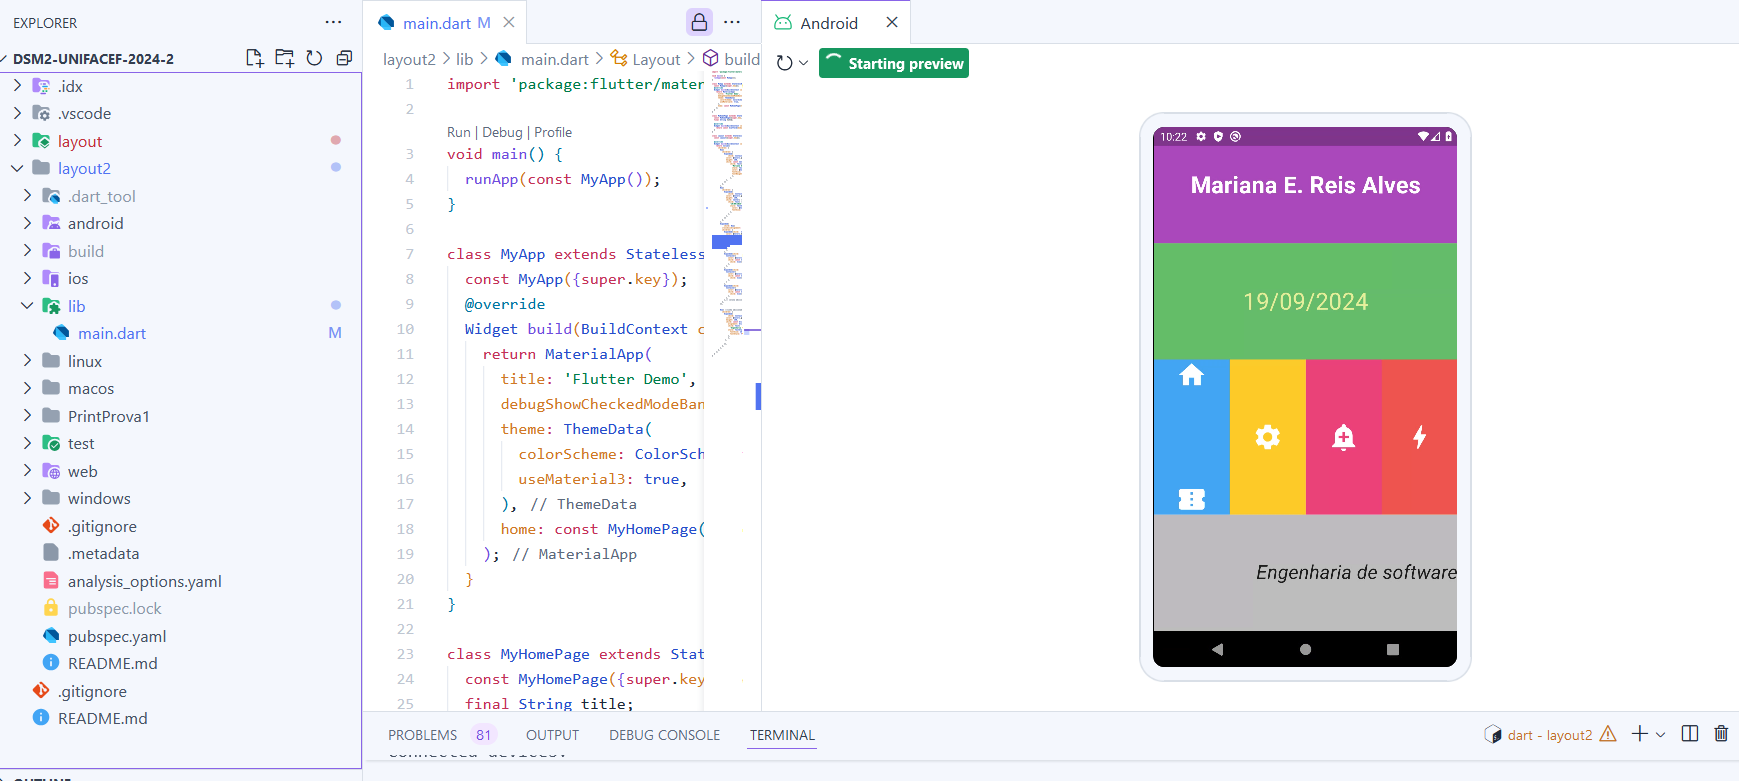 EXPLORER
DSM2-UNIFACEF-2024-2
.idx
.vscode
layout
layout2
.dart_tool
android
build
ios
lib
main.dart M
linux
macos
PrintProva1
test
web
windows
.gitignore
.metadata
analysis_options.yaml
pubspec.lock
pubspec.yaml
README.md
.gitignore
README.md
main.dart M
layout2 > lib > main.dart > Layout > build
1 import 'package:flutter/mater
2
Run | Debug | Profile
3 void main() {
4 runApp(const MyApp());
5 }
6
7 class MyApp extends Stateless
8 const MyApp({super.key});
9 @override
10 Widget build(BuildContext c
11 return MaterialApp(
12 title: 'Flutter Demo',
13 debugShowCheckedModeBan
14 theme: ThemeData(
15 colorScheme: ColorSch
16 useMaterial3: true,
17 ), // ThemeData
18 home: const MyHomePage(
19 ); // MaterialApp
20 }
21 }
22
23 class MyHomePage extends Stat
24 const MyHomePage({super.key
25 final String title;
Android
Starting preview
10:22
Mariana E. Reis Alves
19/09/2024
Engenharia de software
PROBLEMS 81 OUTPUT DEBUG CONSOLE TERMINAL
dart - layout2